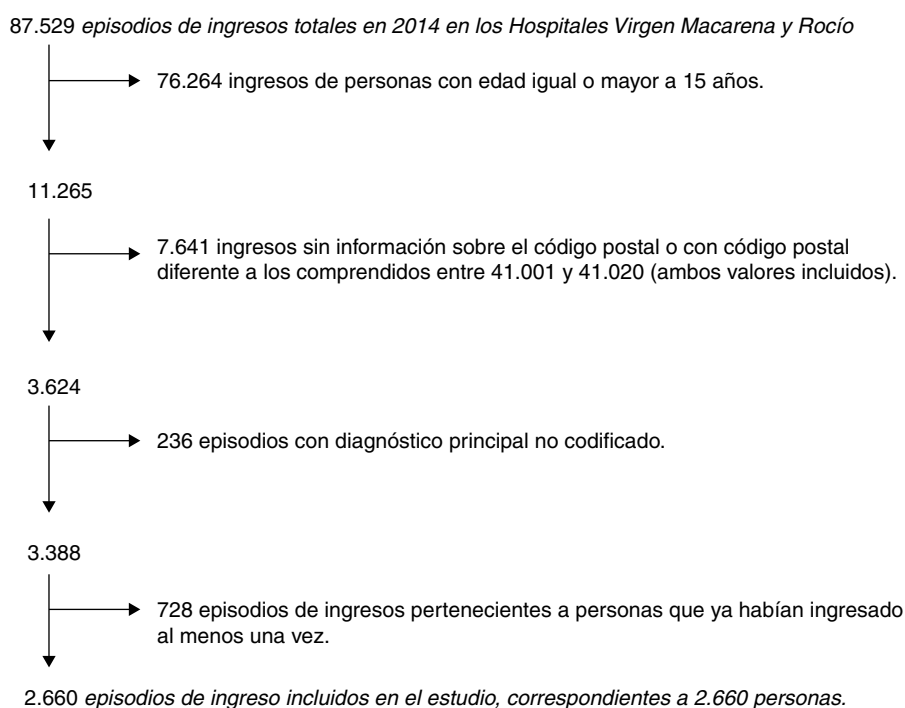 87.529 episodios de ingresos totales en 2014 en los Hospitales Virgen Macarena y Rocío
76.264 ingresos de personas con edad igual o mayor a 15 años.
11.265
7.641 ingresos sin información sobre el código postal o con código postal
diferente a los comprendidos entre 41.001 y 41.020 (ambos valores incluidos).
3.624
236 episodios con diagnóstico principal no codificado.
3.388
728 episodios de ingresos pertenecientes a personas que ya habían ingresado
al menos una vez.
2.660 episodios de ingreso incluidos en el estudio, correspondientes a 2.660 personas.